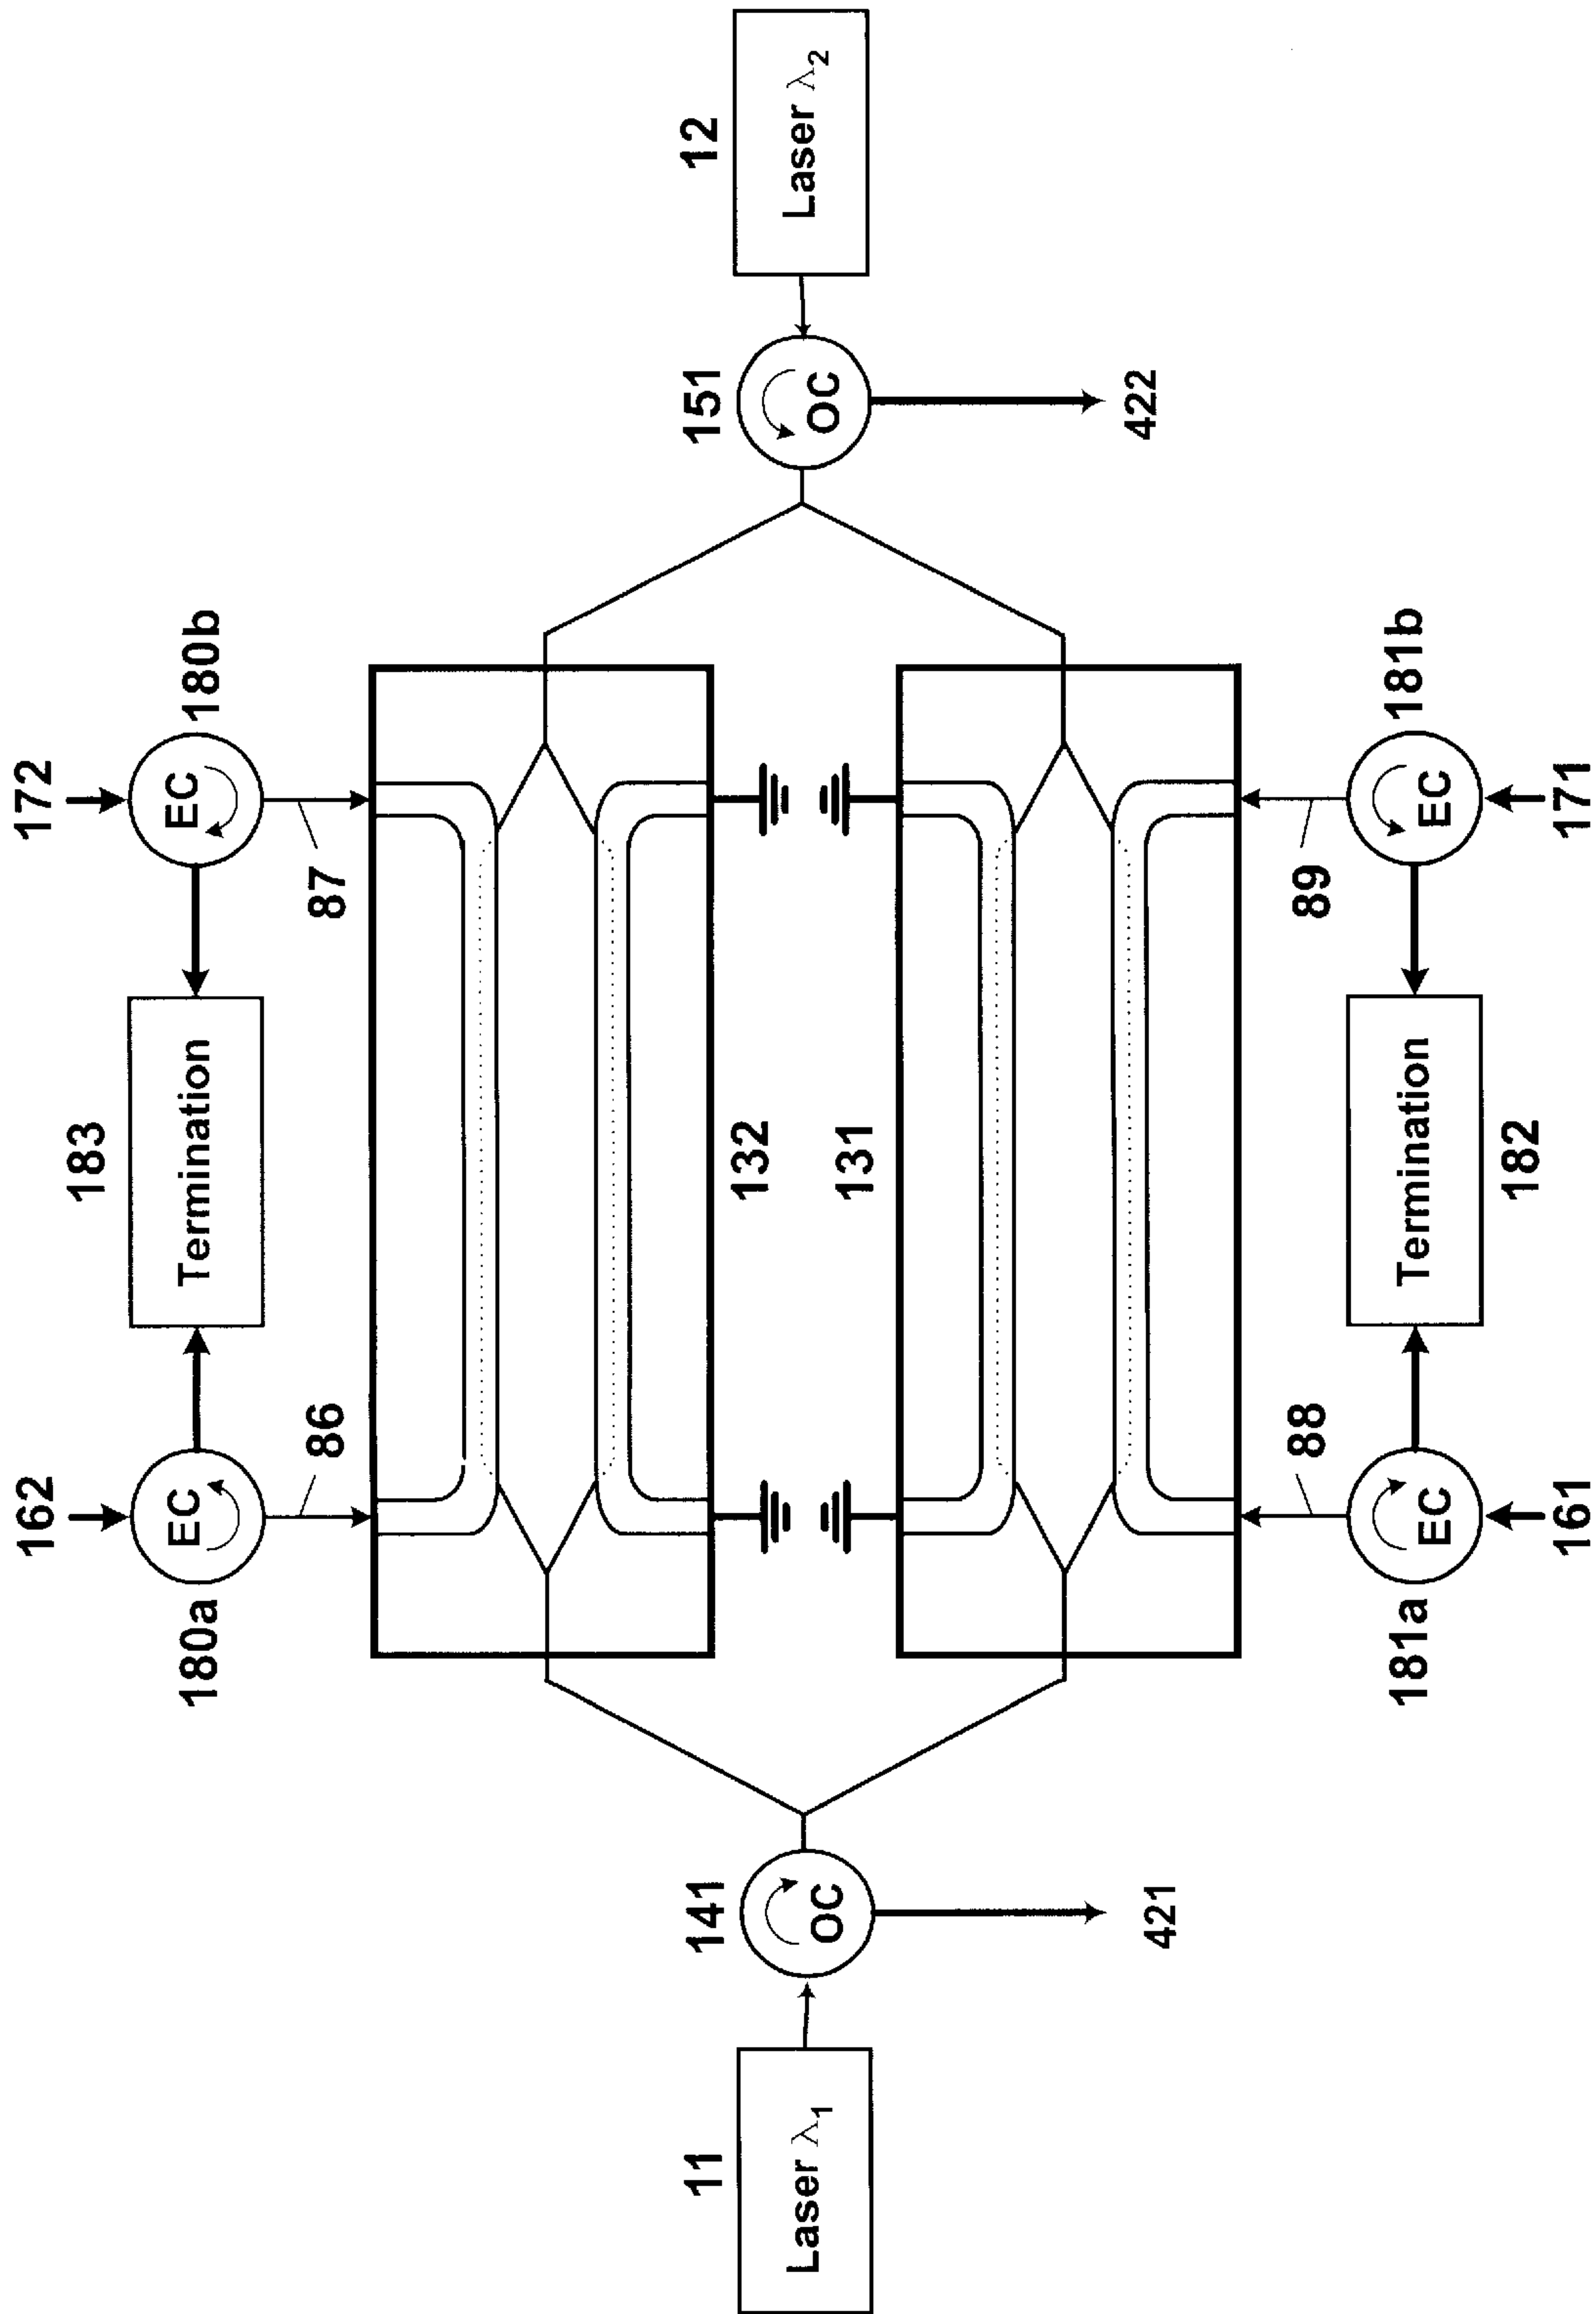 162
172
183
180a
EC
Termination
EC
180b
86
87
11
141
132
151
12
Laser λ1
OC
OC
Laser λ2
131
421
422
88
89
181a
EC
Termination
EC
181b
182
161
171